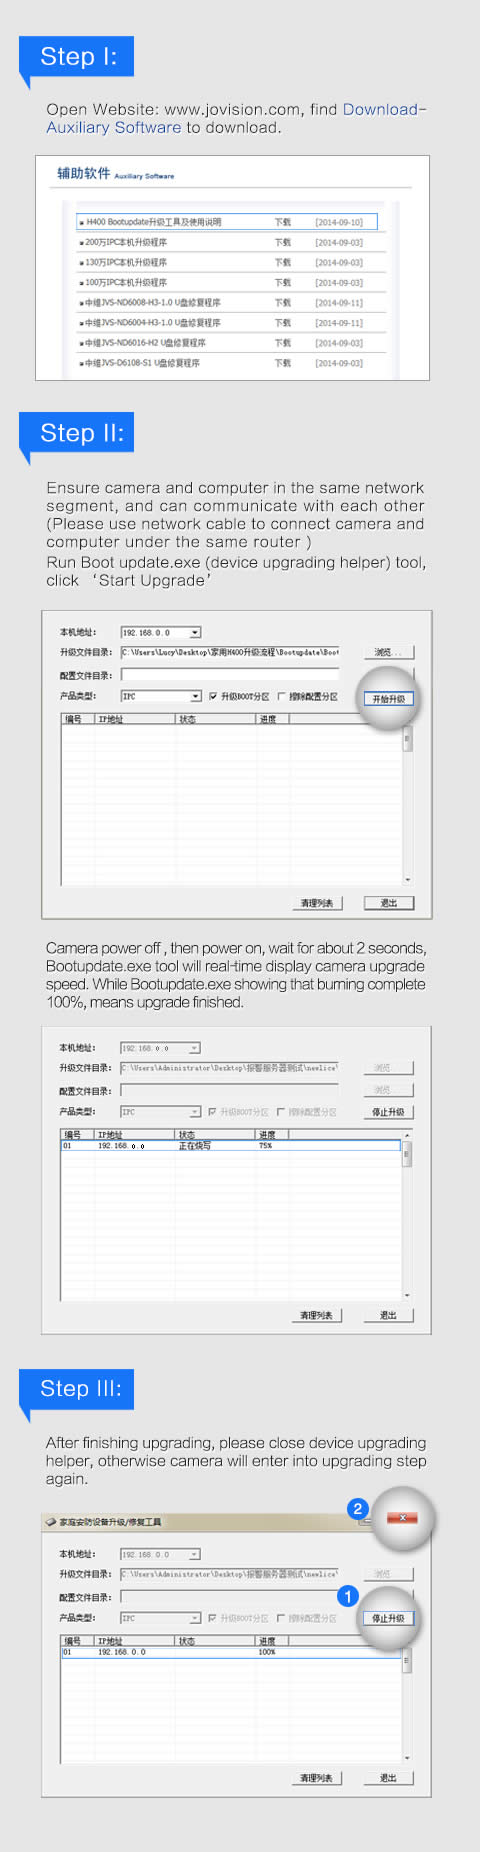 Step I:
Open Website: www.jovision.com, find Download-
Auxiliary Software to download.
辅助软件 Auxiliary Software
H400 Bootupdate升级工具及使用说明 下载 [2014-09-10]
200万IPC本机升级程序 下载 [2014-09-03]
130万IPC本机升级程序 下载 [2014-09-03]
100万IPC本机升级程序 下载 [2014-09-03]
中维JVS-ND6008-H3-1.0 U盘修复程序 下载 [2014-09-11]
中维JVS-ND6004-H3-1.0 U盘修复程序 下载 [2014-09-11]
中维JVS-ND6016-H2 U盘修复程序 下载 [2014-09-03]
中维JVS-D6108-S1 U盘修复程序 下载 [2014-09-03]
Step II:
Ensure camera and computer in the same network
segment, and can communicate with each other
(Please use network cable to connect camera and
computer under the same router )
Run Boot update.exe (device upgrading helper) tool,
click ‘Start Upgrade’
本机地址: 192.168.0.0
升级文件目录: C:\Users\Lucy\Desktop\家用H400升级流程\Bootupdate\Boot 浏览...
配置文件目录:
产品类型: IPC 升级BOOT分区 擦除配置分区 开始升级
编号 IP地址 状态 进度
清理列表 退出
Camera power off , then power on, wait for about 2 seconds,
Bootupdate.exe tool will real-time display camera upgrade
speed. While Bootupdate.exe showing that burning complete
100%, means upgrade finished.
本机地址: 192.168.0.0
升级文件目录: C:\Users\Administrator\Desktop\报警服务器测试\newlice\ 浏览
配置文件目录: 浏览
产品类型: IPC 升级BOOT分区 擦除配置分区 停止升级
编号 IP地址 状态 进度
01 192.168.0.0 正在烧写 75%
清理列表 退出
Step III:
After finishing upgrading, please close device upgrading
helper, otherwise camera will enter into upgrading step
again.
2
家庭安防设备升级/修复工具 x
本机地址: 192.168.0.0
升级文件目录: C:\Users\Administrator\Desktop\报警服务器测试\newlice\ 浏览
配置文件目录: 1
产品类型: IPC 升级BOOT分区 擦除配置分区 停止升级
编号 IP地址 状态 进度
01 192.168.0.0 100%
清理列表 退出